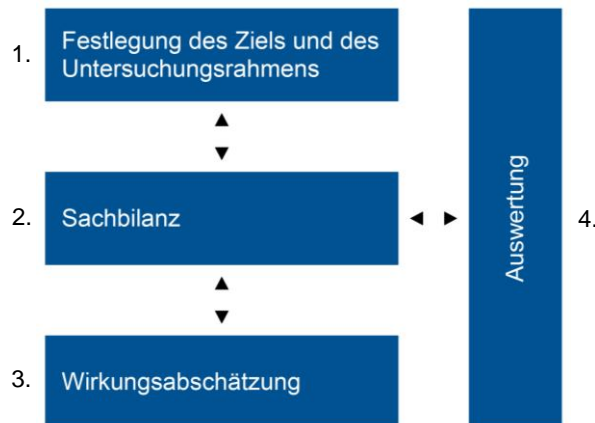 1.
Festlegung des Ziels und des
Untersuchungsrahmens
2.
Sachbilanz
3.
Wirkungsabschätzung
Auswertung
4.